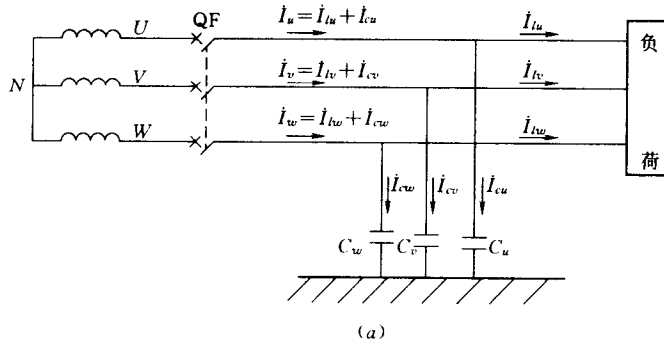 U QF İu = İlu + İcu İlu 负
N V İv = İlv + İcv İlv
W İw = İlw + İcw İlw 荷
İcw İcv İcu
Cw Cv Cu
(a)